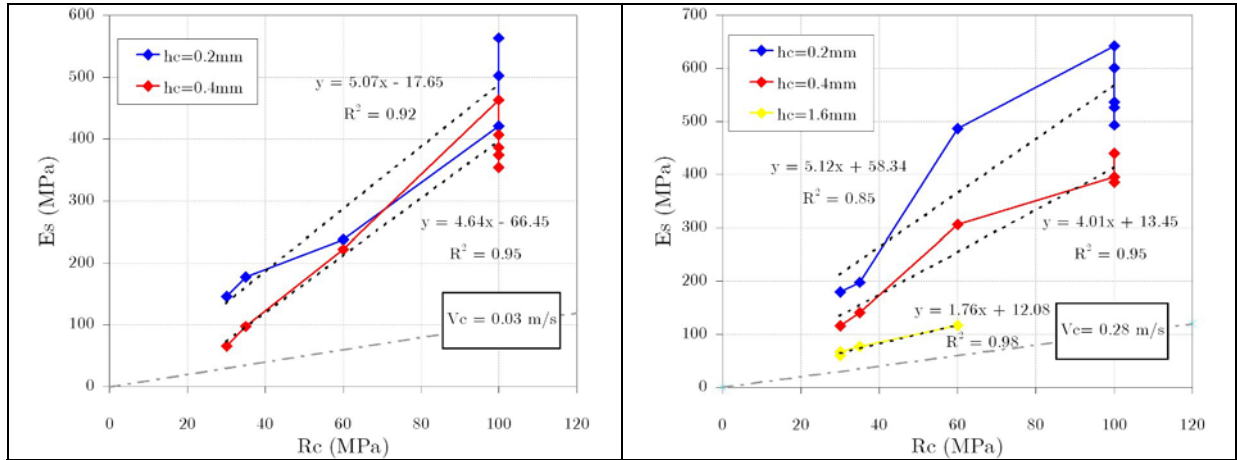 600
500
400
300
200
100
0
Es (MPa)
hc=0.2mm
hc=0.4mm
y = 5.07x - 17.65
R² = 0.92
y = 4.64x - 66.45
R² = 0.95
Vc = 0.03 m/s
0 20 40 60 80 100 120
Rc (MPa)
700
600
500
400
300
200
100
0
Es (MPa)
hc=0.2mm
hc=0.4mm
hc=1.6mm
y = 5.12x + 58.34
R² = 0.85
y = 4.01x + 13.45
R² = 0.95
y = 1.76x + 12.08
R² = 0.98
Vc= 0.28 m/s
0 20 40 60 80 100 120
Rc (MPa)